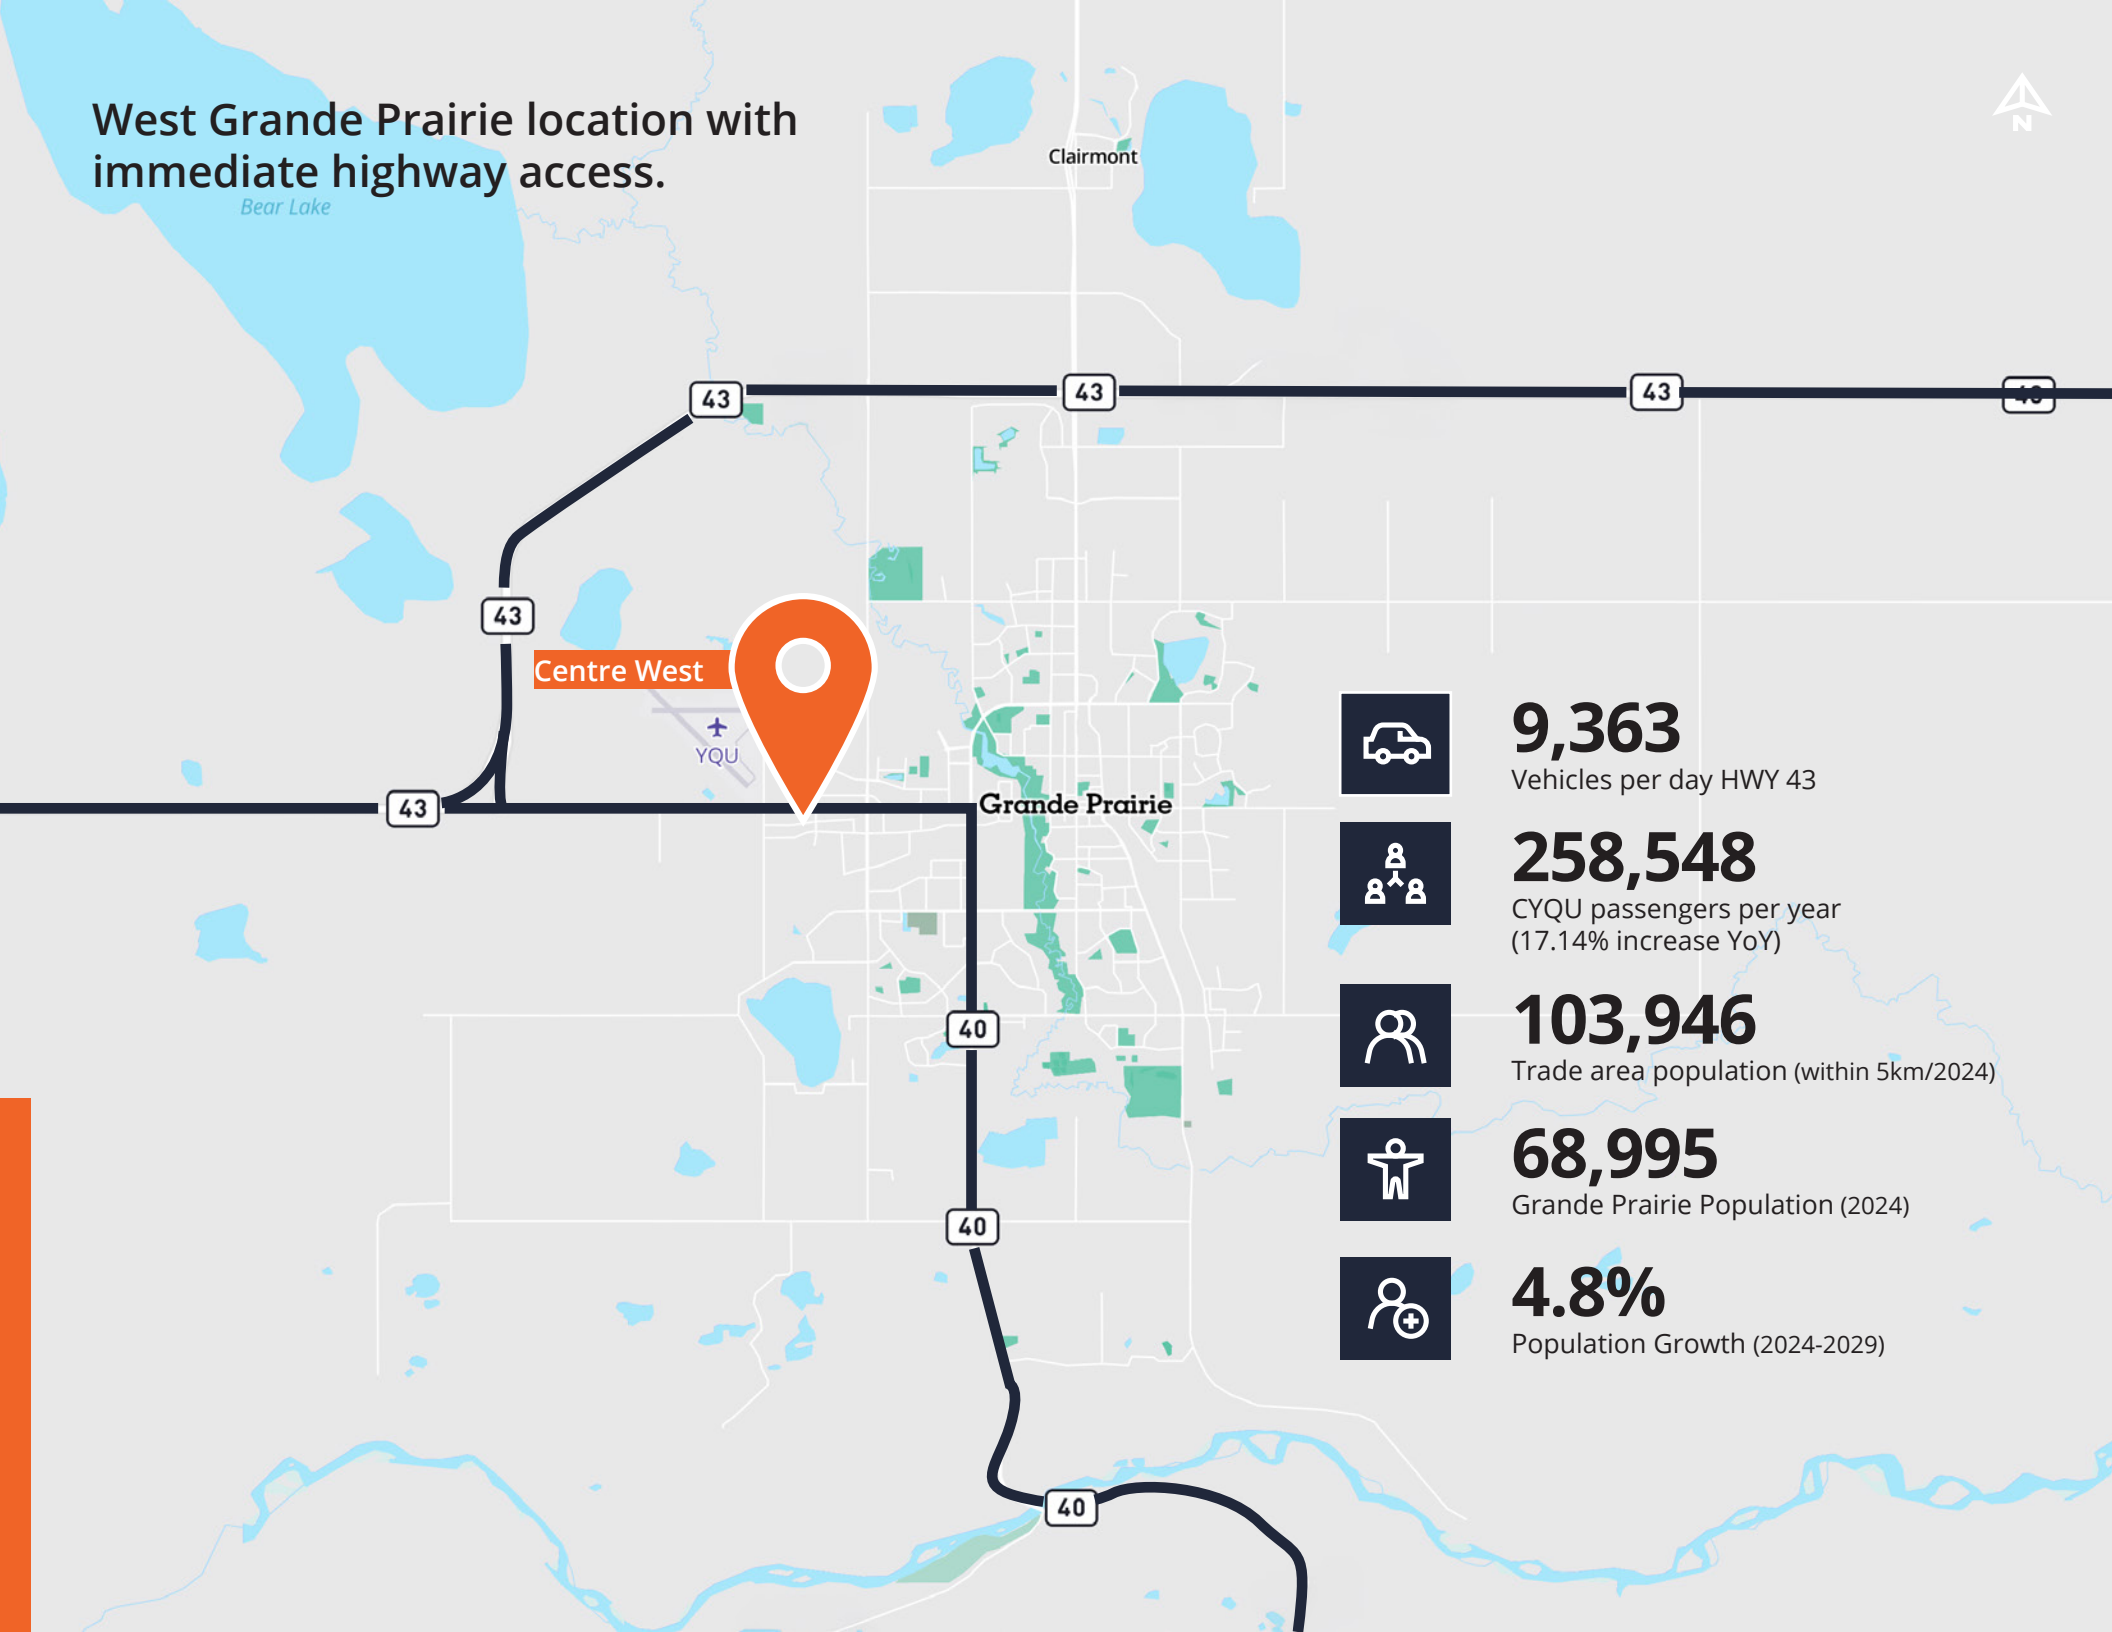 West Grande Prairie location with
immediate highway access.
Bear Lake
N
Clairmont
43
43
43
43
43
Centre West
YQU
Grande Prairie
43
40
40
40
9,363
Vehicles per day HWY 43
258,548
CYQU passengers per year
(17.14% increase YoY)
103,946
Trade area population (within 5km/2024)
68,995
Grande Prairie Population (2024)
4.8%
Population Growth (2024-2029)